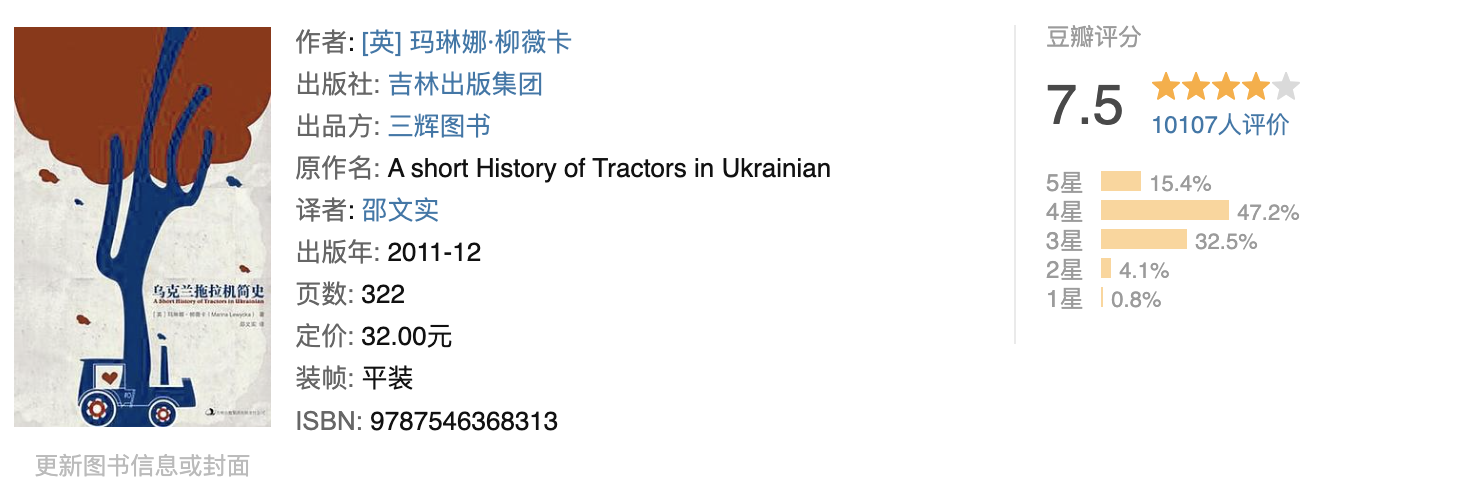 乌克兰拖拉机简史
A Short History of Tractors in Ukrainian
[英]玛琳娜·柳薇卡(Marina Lewycka) 著
邵文实 译
更新图书信息或封面
作者: [英] 玛琳娜·柳薇卡
出版社: 吉林出版集团
出品方: 三辉图书
原作名: A short History of Tractors in Ukrainian
译者: 邵文实
出版年: 2011-12
页数: 322
定价: 32.00元
装帧: 平装
ISBN: 9787546368313
豆瓣评分
7.5
10107人评价
5星 15.4%
4星 47.2%
3星 32.5%
2星 4.1%
1星 0.8%